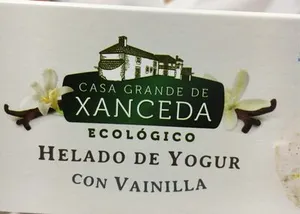 CASA GRANDE DE
XANCEDA
ECOLÓGICO
HELADO DE YOGUR
CON VAINILLA